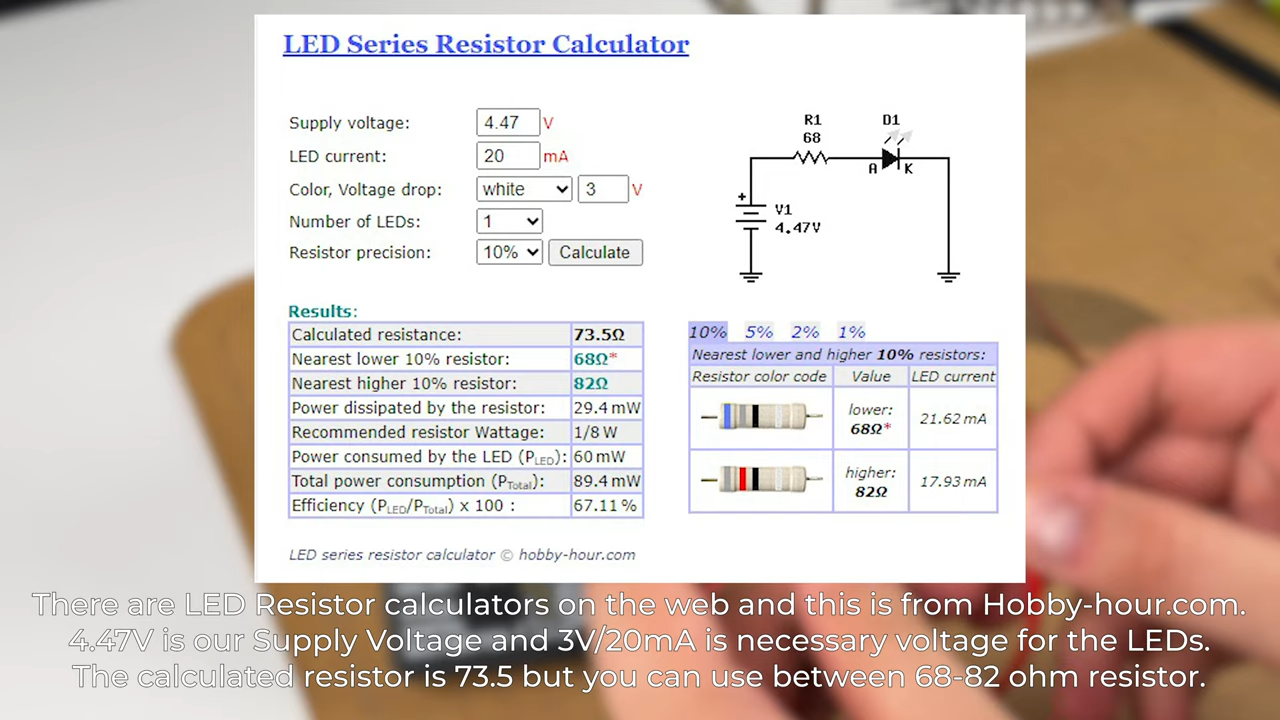 LED Series Resistor Calculator
Supply voltage: 4.47 V
LED current: 20 mA
Color, Voltage drop: white 3 V
Number of LEDs: 1
Resistor precision: 10% Calculate
R1
68
D1
A K
+
V1
4.47V
Results:
Calculated resistance: 73.5Ω
Nearest lower 10% resistor: 68Ω*
Nearest higher 10% resistor: 82Ω
Power dissipated by the resistor: 29.4 mW
Recommended resistor Wattage: 1/8 W
Power consumed by the LED (PLED): 60 mW
Total power consumption (PTotal): 89.4 mW
Efficiency (PLED/PTotal) x 100 : 67.11 %
10% 5% 2% 1%
Nearest lower and higher 10% resistors:
Resistor color code Value LED current
lower:
68Ω*
21.62 mA
higher:
82Ω
17.93 mA
LED series resistor calculator © hobby-hour.com
There are LED Resistor calculators on the web and this is from Hobby-hour.com.
4.47V is our Supply Voltage and 3V/20mA is necessary voltage for the LEDs.
The calculated resistor is 73.5 but you can use between 68-82 ohm resistor.